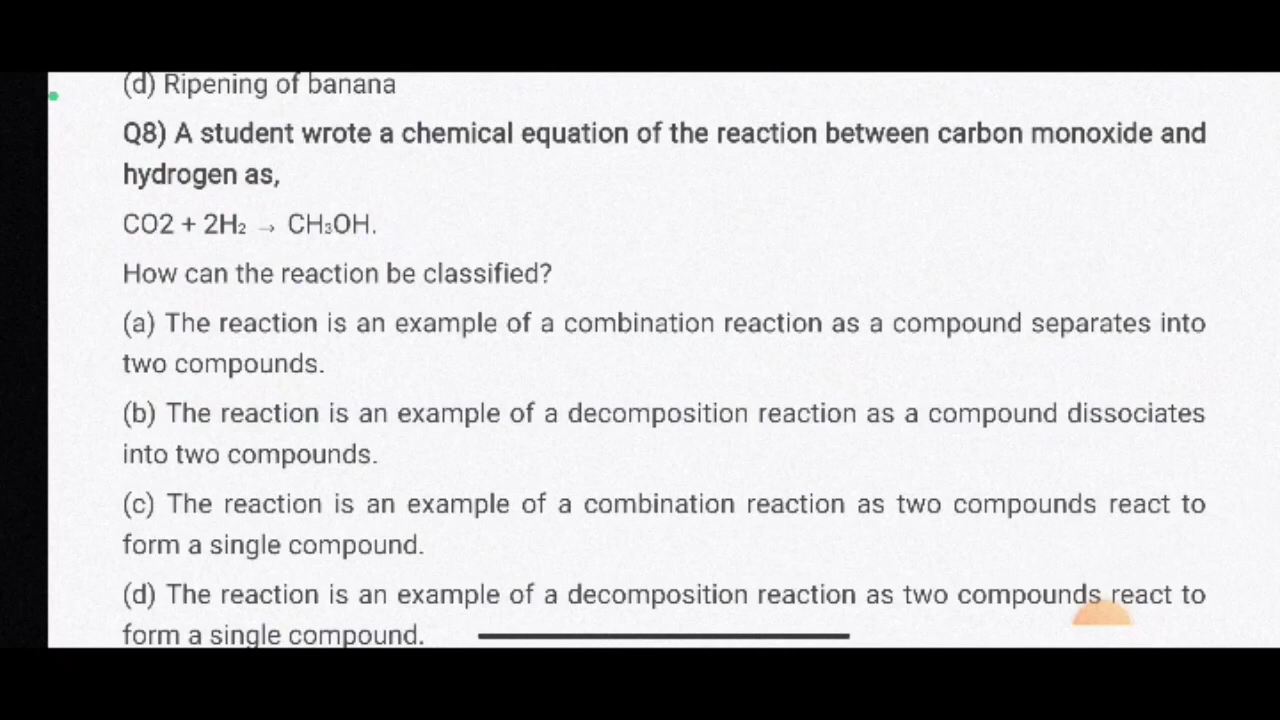 (d) Ripening of banana
Q8) A student wrote a chemical equation of the reaction between carbon monoxide and
hydrogen as,
CO2 + 2H₂ → CH₃OH.
How can the reaction be classified?
(a) The reaction is an example of a combination reaction as a compound separates into
two compounds.
(b) The reaction is an example of a decomposition reaction as a compound dissociates
into two compounds.
(c) The reaction is an example of a combination reaction as two compounds react to
form a single compound.
(d) The reaction is an example of a decomposition reaction as two compounds react to
form a single compound.